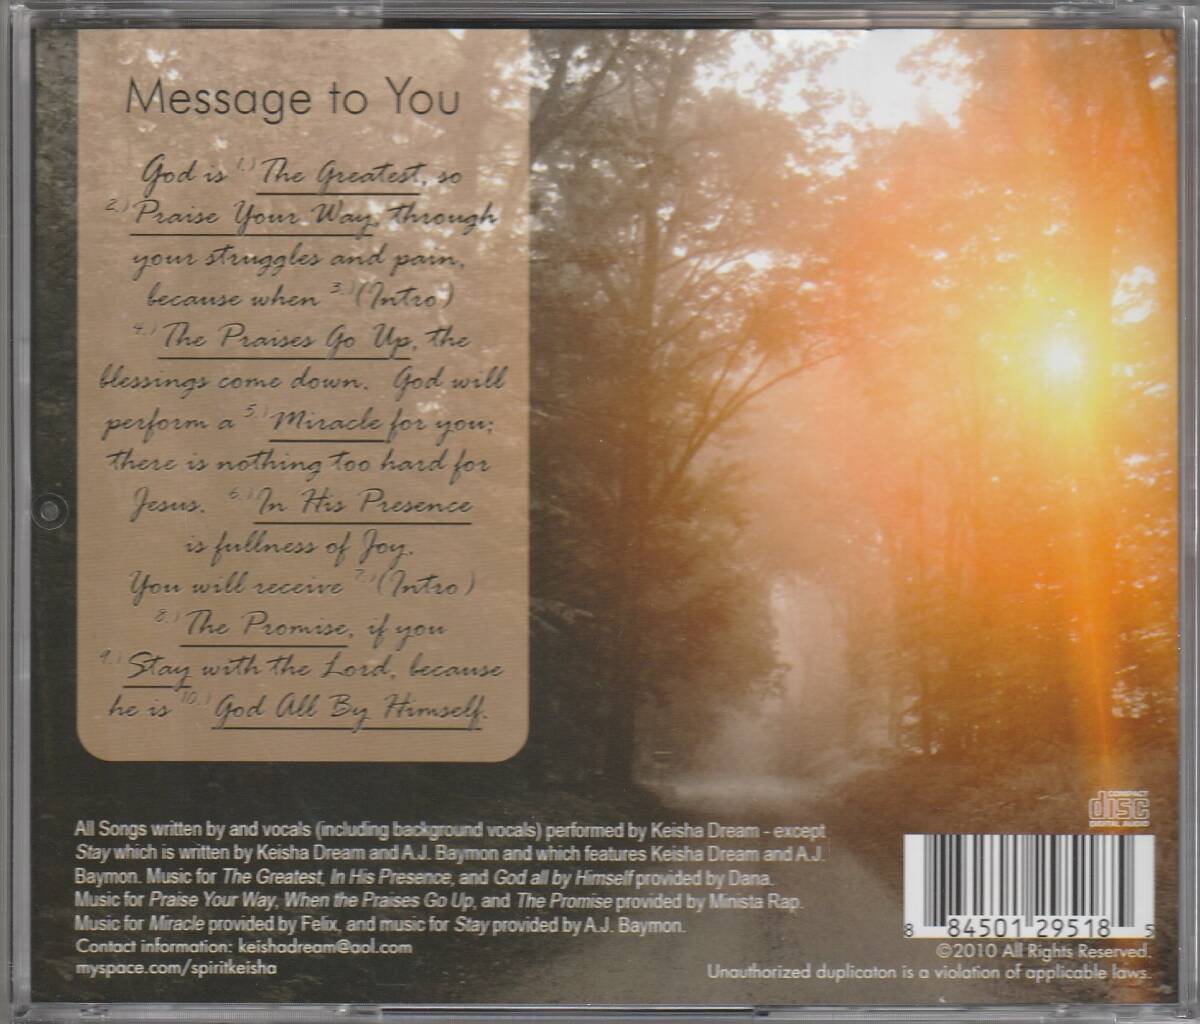 Message to You
God is 1.) The Greatest, so
2.) Praise Your Way, through
your struggles and pain,
because when 3.) (Intro)
4.) The Praises Go Up, the
blessings come down. God will
perform a 5.) Miracle for you;
there is nothing too hard for
Jesus. 6.) In His Presence
is fullness of Joy.
You will receive 7.) (Intro)
8.) The Promise, if you
9.) Stay with the Lord, because
he is 10.) God All By Himself.
All Songs written by and vocals (including background vocals) performed by Keisha Dream - except
Stay which is written by Keisha Dream and A.J. Baymon and which features Keisha Dream and A.J.
Baymon. Music for The Greatest, In His Presence, and God all by Himself provided by Dana.
Music for Praise Your Way, When the Praises Go Up, and The Promise provided by Minista Rap.
Music for Miracle provided by Felix, and music for Stay provided by A.J. Baymon.
Contact information: keishadream@aol.com
myspace.com/spiritkeisha
COMPACT
disc
DIGITAL AUDIO
8 84501 29518 5
©2010 All Rights Reserved.
Unauthorized duplicaton is a violation of applicable laws.